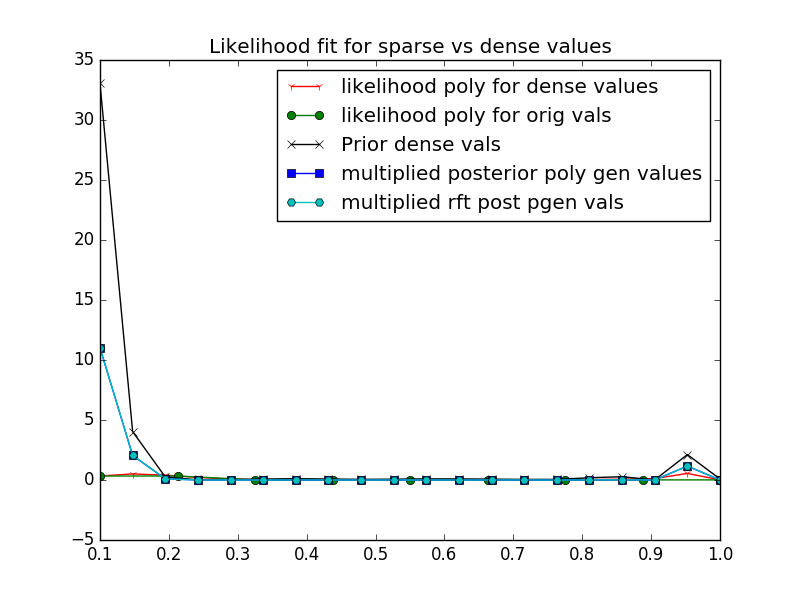 Likelihood fit for sparse vs dense values
35
30
25
20
15
10
5
0
−5
likelihood poly for dense values
likelihood poly for orig vals
Prior dense vals
multiplied posterior poly gen values
multiplied rft post pgen vals
0.1 0.2 0.3 0.4 0.5 0.6 0.7 0.8 0.9 1.0